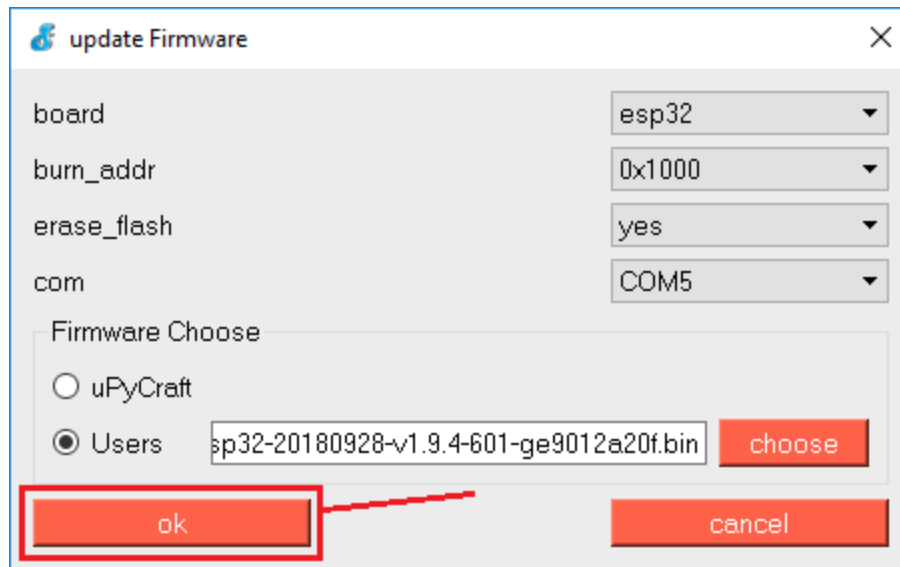 update Firmware
board esp32
burn_addr 0x1000
erase_flash yes
com COM5
Firmware Choose
uPyCraft
Users sp32-20180928-v1.9.4-601-ge9012a20f.bin choose
ok cancel